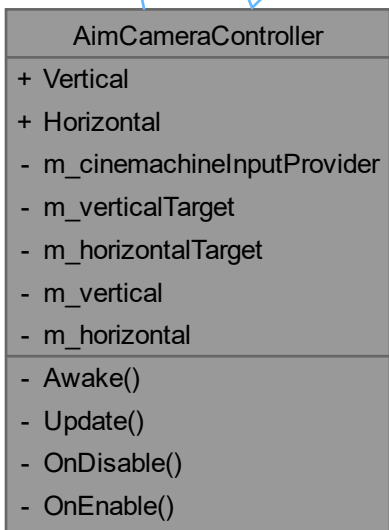 AimCameraController
+ Vertical
+ Horizontal
- m_cinemachineInputProvider
- m_verticalTarget
- m_horizontalTarget
- m_vertical
- m_horizontal
- Awake()
- Update()
- OnDisable()
- OnEnable()